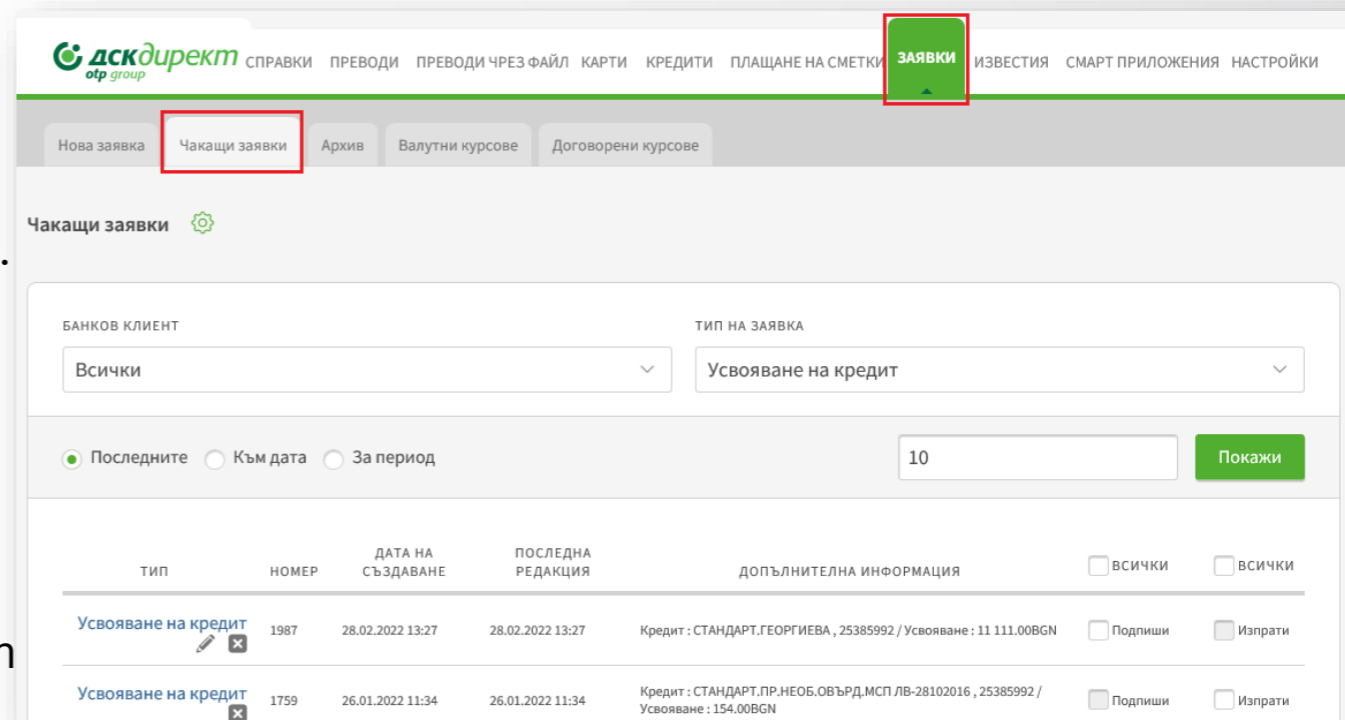 дскдирект
otp group
СПРАВКИ ПРЕВОДИ ПРЕВОДИ ЧРЕЗ ФАЙЛ КАРТИ КРЕДИТИ ПЛАЩАНЕ НА СМЕТКИ ЗАЯВКИ ИЗВЕСТИЯ СМАРТ ПРИЛОЖЕНИЯ НАСТРОЙКИ
Нова заявка Чакащи заявки Архив Валутни курсове Договорени курсове
Чакащи заявки
БАНКОВ КЛИЕНТ ТИП НА ЗАЯВКА
Всички Усвояване на кредит
Последните Към дата За период 10 Покажи
ТИП НОМЕР ДАТА НА СЪЗДАВАНЕ ПОСЛЕДНА РЕДАКЦИЯ ДОПЪЛНИТЕЛНА ИНФОРМАЦИЯ ВСИЧКИ ВСИЧКИ
Усвояване на кредит 1987 28.02.2022 13:27 28.02.2022 13:27 Кредит : СТАНДАРТ.ГЕОРГИЕВА , 25385992 / Усвояване : 11 111.00BGN Подпиши Изпрати
Усвояване на кредит 1759 26.01.2022 11:34 26.01.2022 11:34 Кредит : СТАНДАРТ.ПР.НЕОБ.ОВЪРД.МСП ЛВ-28102016 , 25385992 /
Усвояване : 154.00BGN Подпиши Изпрати